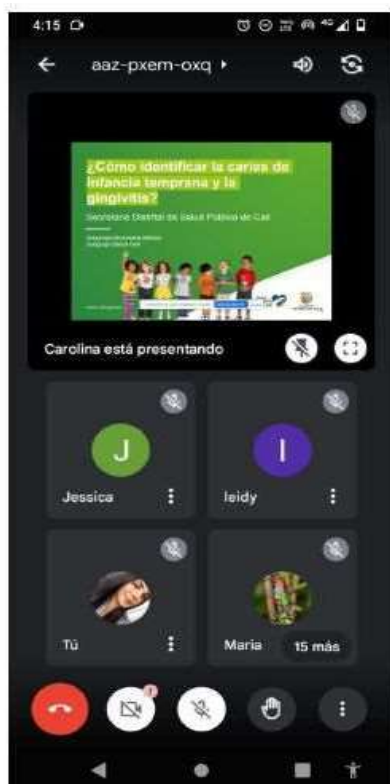 4:15
4G
aaz-pxem-oxq
¿Cómo identificar la caries de
infancia temprana y la
gingivitis?
Secretaría Distrital de Salud Pública de Cali
Carolina está presentando
J
Jessica
l
leidy
Tú
Maria
15 más